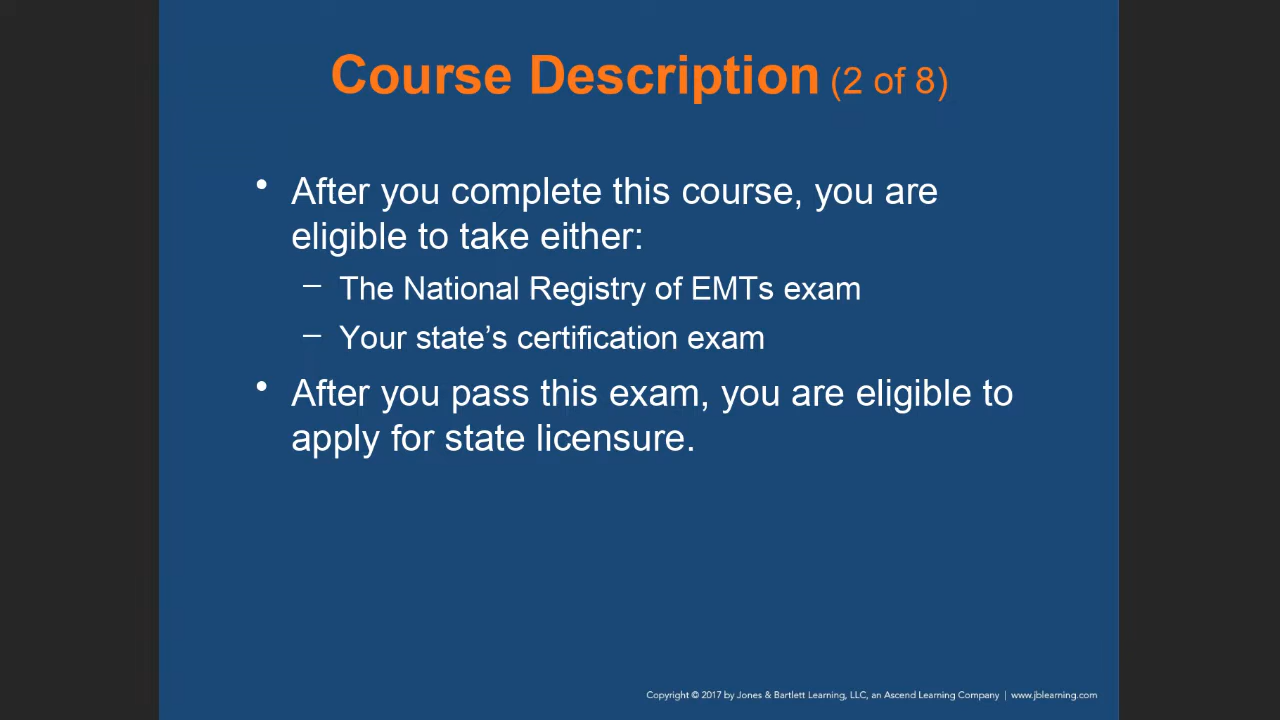 Course Description (2 of 8)
• After you complete this course, you are
eligible to take either:
– The National Registry of EMTs exam
– Your state’s certification exam
• After you pass this exam, you are eligible to
apply for state licensure.
Copyright © 2017 by Jones & Bartlett Learning, LLC, an Ascend Learning Company | www.jblearning.com